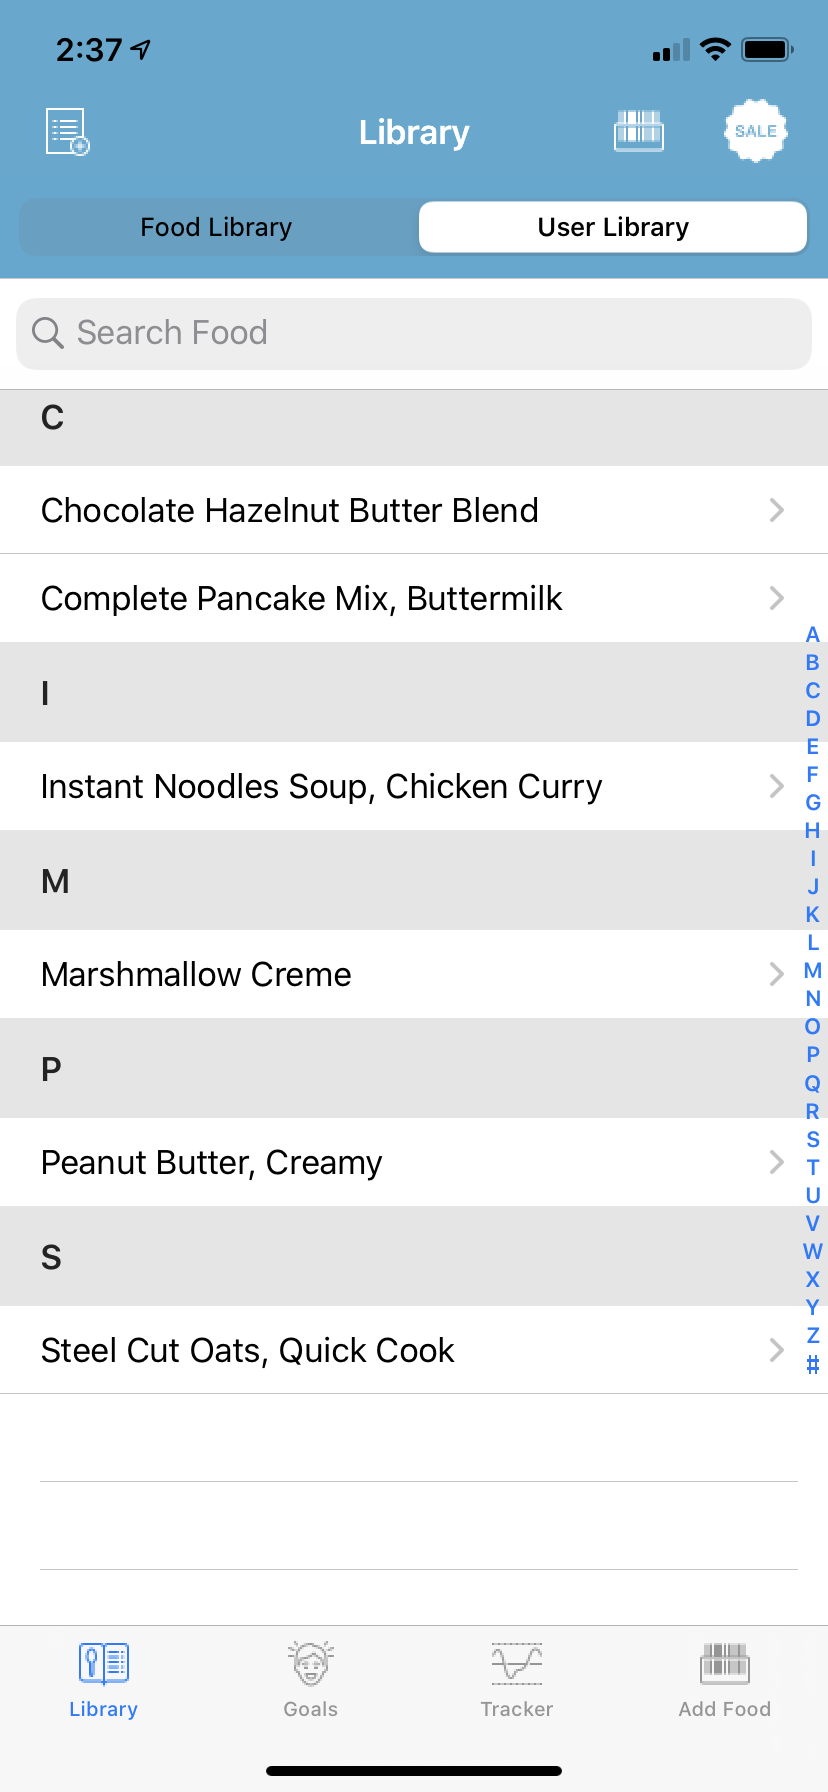 2:37
Library
SALE
Food Library
User Library
Search Food
C
Chocolate Hazelnut Butter Blend
Complete Pancake Mix, Buttermilk
I
Instant Noodles Soup, Chicken Curry
M
Marshmallow Creme
P
Peanut Butter, Creamy
S
Steel Cut Oats, Quick Cook
A
B
C
D
E
F
G
H
I
J
K
L
M
N
O
P
Q
R
S
T
U
V
W
X
Y
Z
#
Library
Goals
Tracker
Add Food